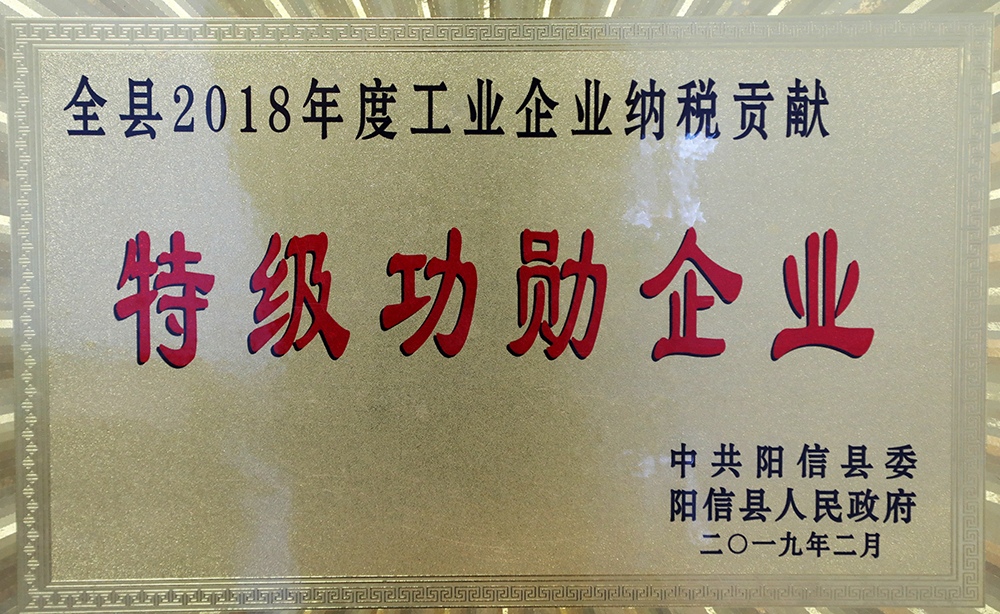 全县2018年度工业企业纳税贡献
特级功勋企业
中共阳信县委
阳信县人民政府
二〇一九年二月